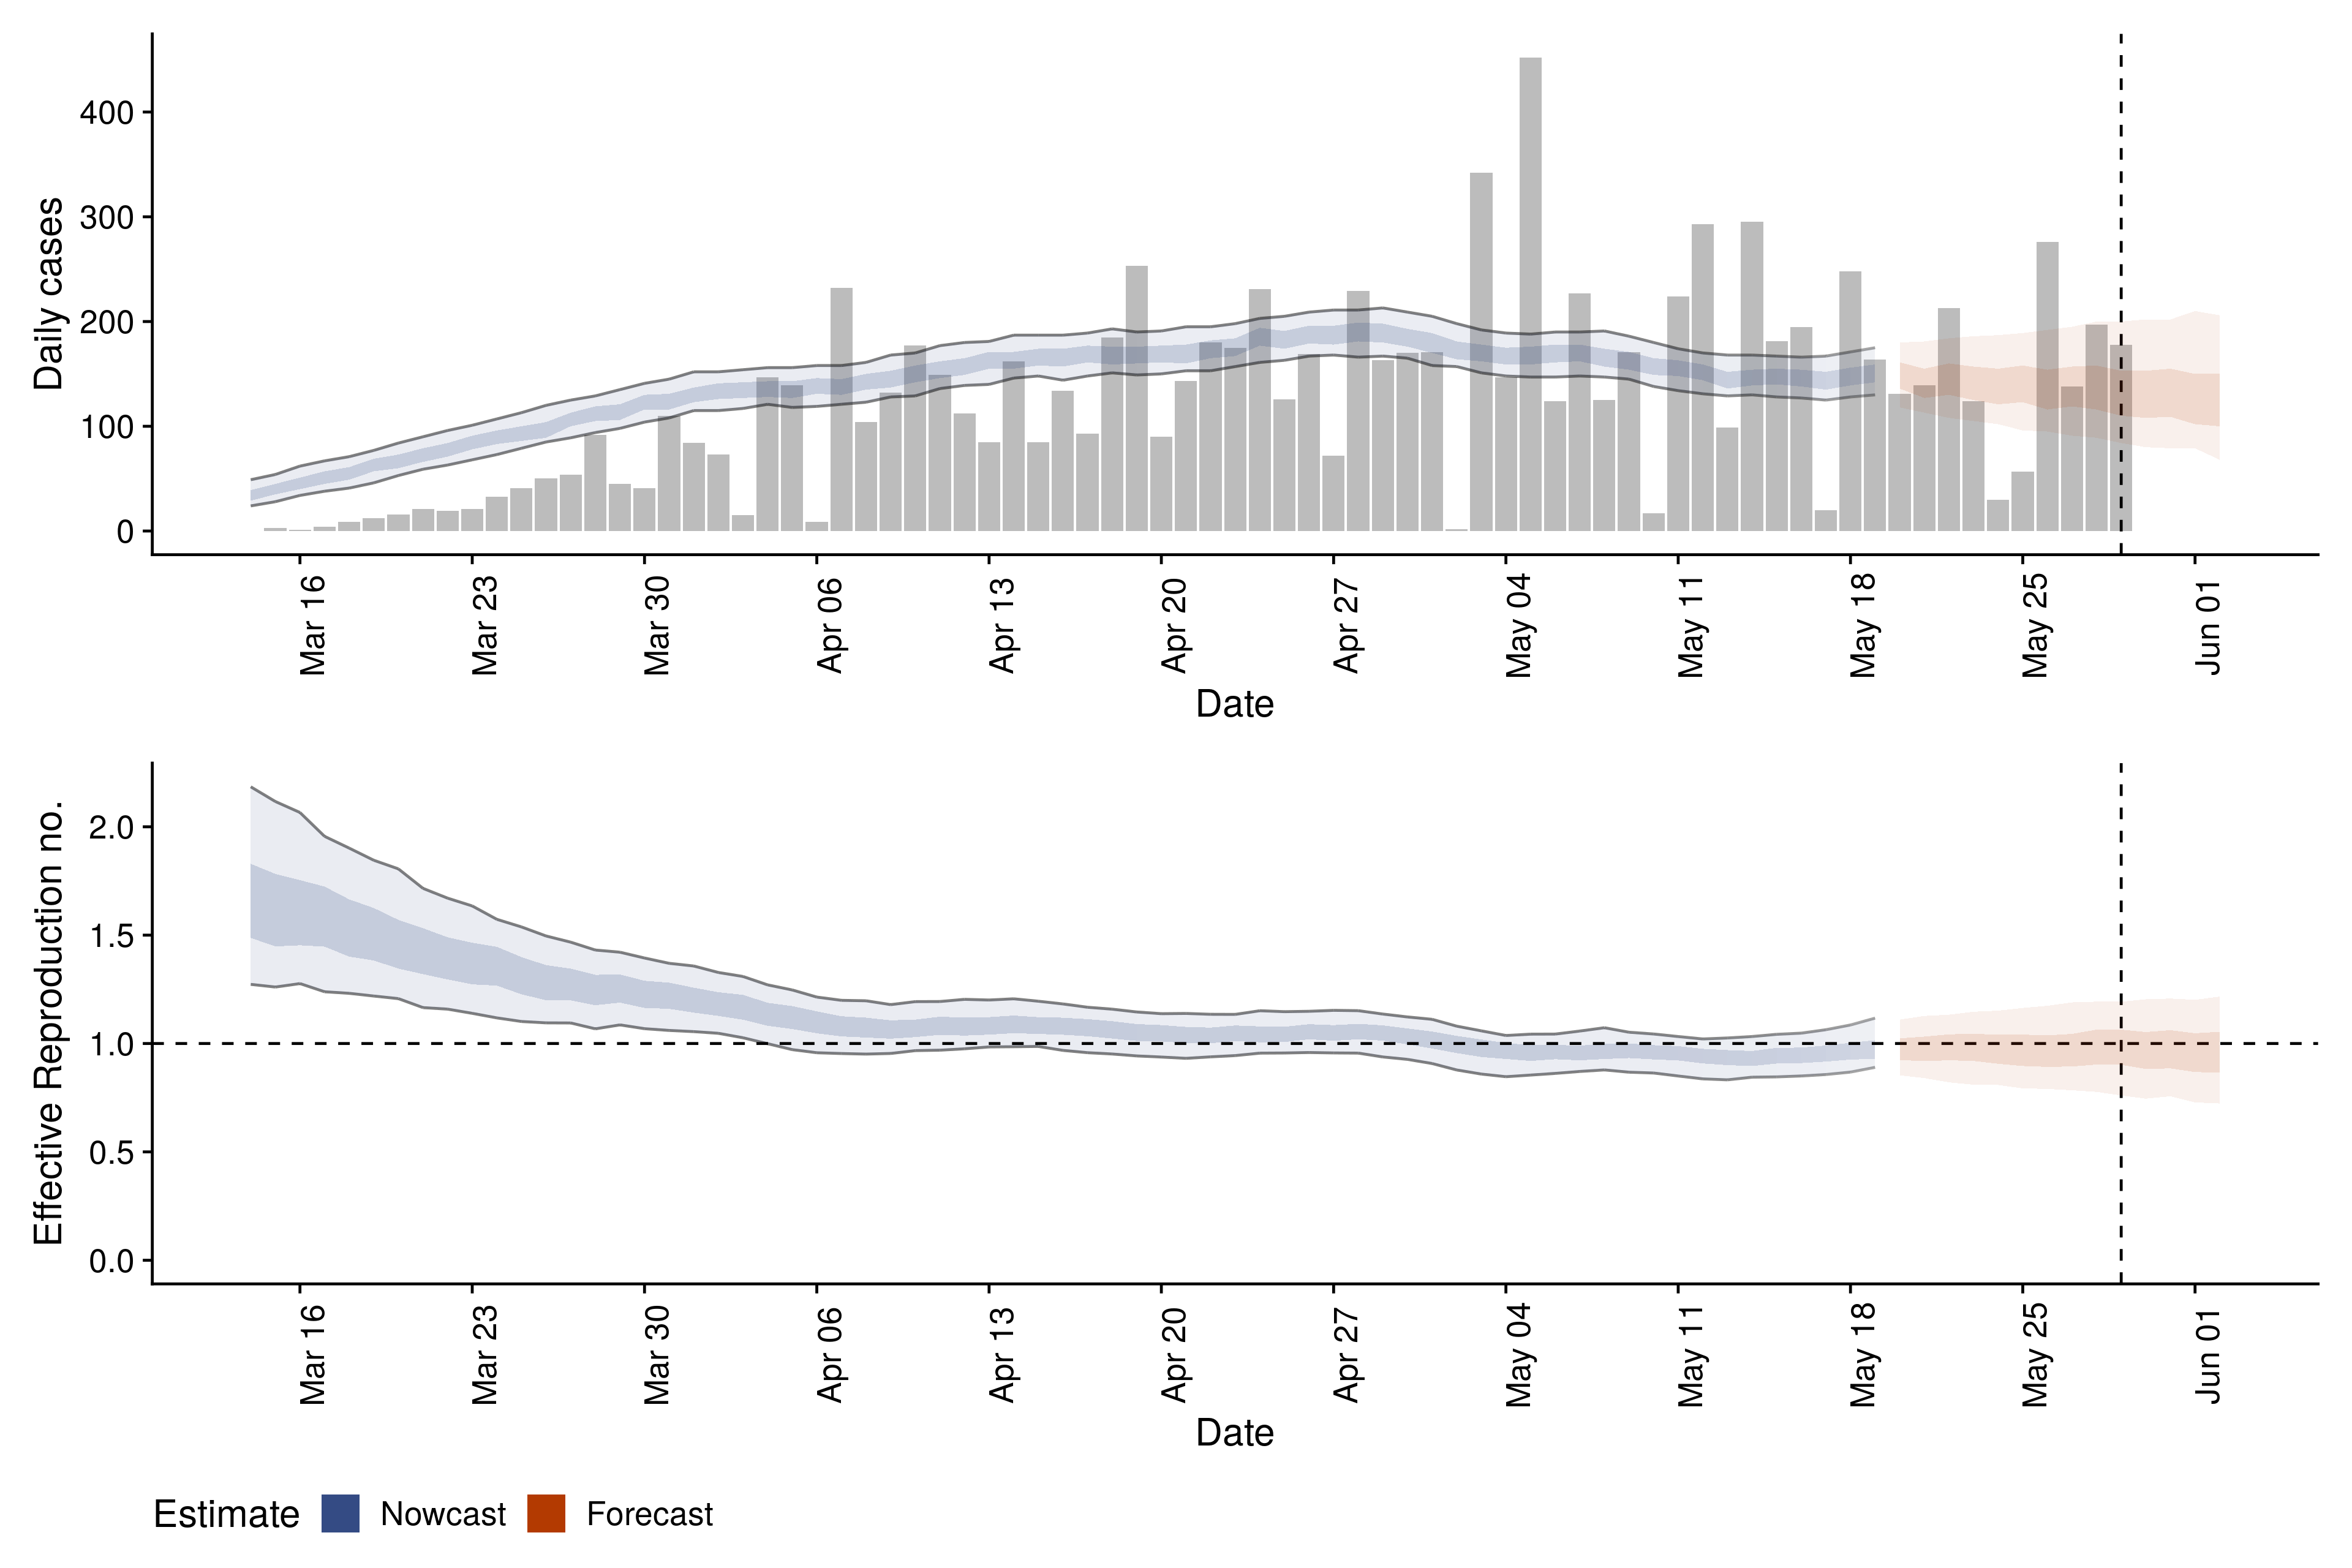 Daily cases
400
300
200
100
0
Mar 16
Mar 23
Mar 30
Apr 06
Apr 13
Apr 20
Apr 27
May 04
May 11
May 18
May 25
Jun 01
Date
Effective Reproduction no.
2.0
1.5
1.0
0.5
0.0
Mar 16
Mar 23
Mar 30
Apr 06
Apr 13
Apr 20
Apr 27
May 04
May 11
May 18
May 25
Jun 01
Date
Estimate Nowcast Forecast